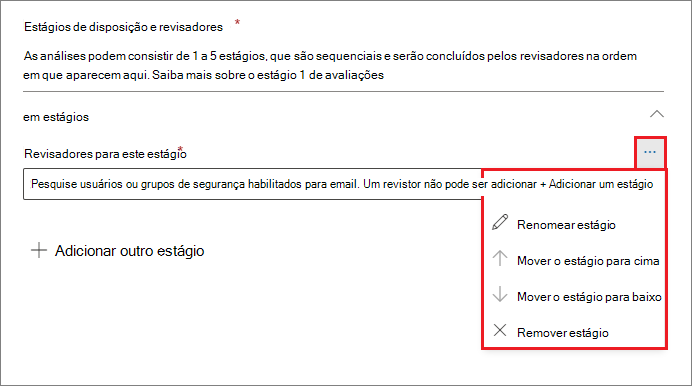 Estágios de disposição e revisadores *
As análises podem consistir de 1 a 5 estágios, que são sequenciais e serão concluídos pelos revisadores na ordem
em que aparecem aqui. Saiba mais sobre o estágio 1 de avaliações
em estágios
Revisadores para este estágio *
...
Pesquise usuários ou grupos de segurança habilitados para email. Um revistor não pode ser adicionar + Adicionar um estágio
Renomear estágio
+ Adicionar outro estágio
Mover o estágio para cima
Mover o estágio para baixo
Remover estágio